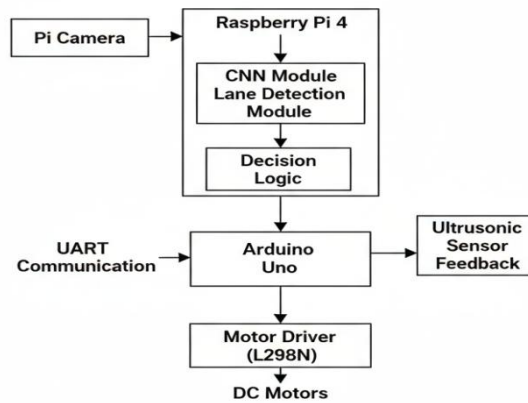 Pi Camera
Raspberry Pi 4
CNN Module
Lane Detection
Module
Decision
Logic
UART
Communication
Arduino
Uno
Ultrasonic
Sensor
Feedback
Motor Driver
(L298N)
DC Motors